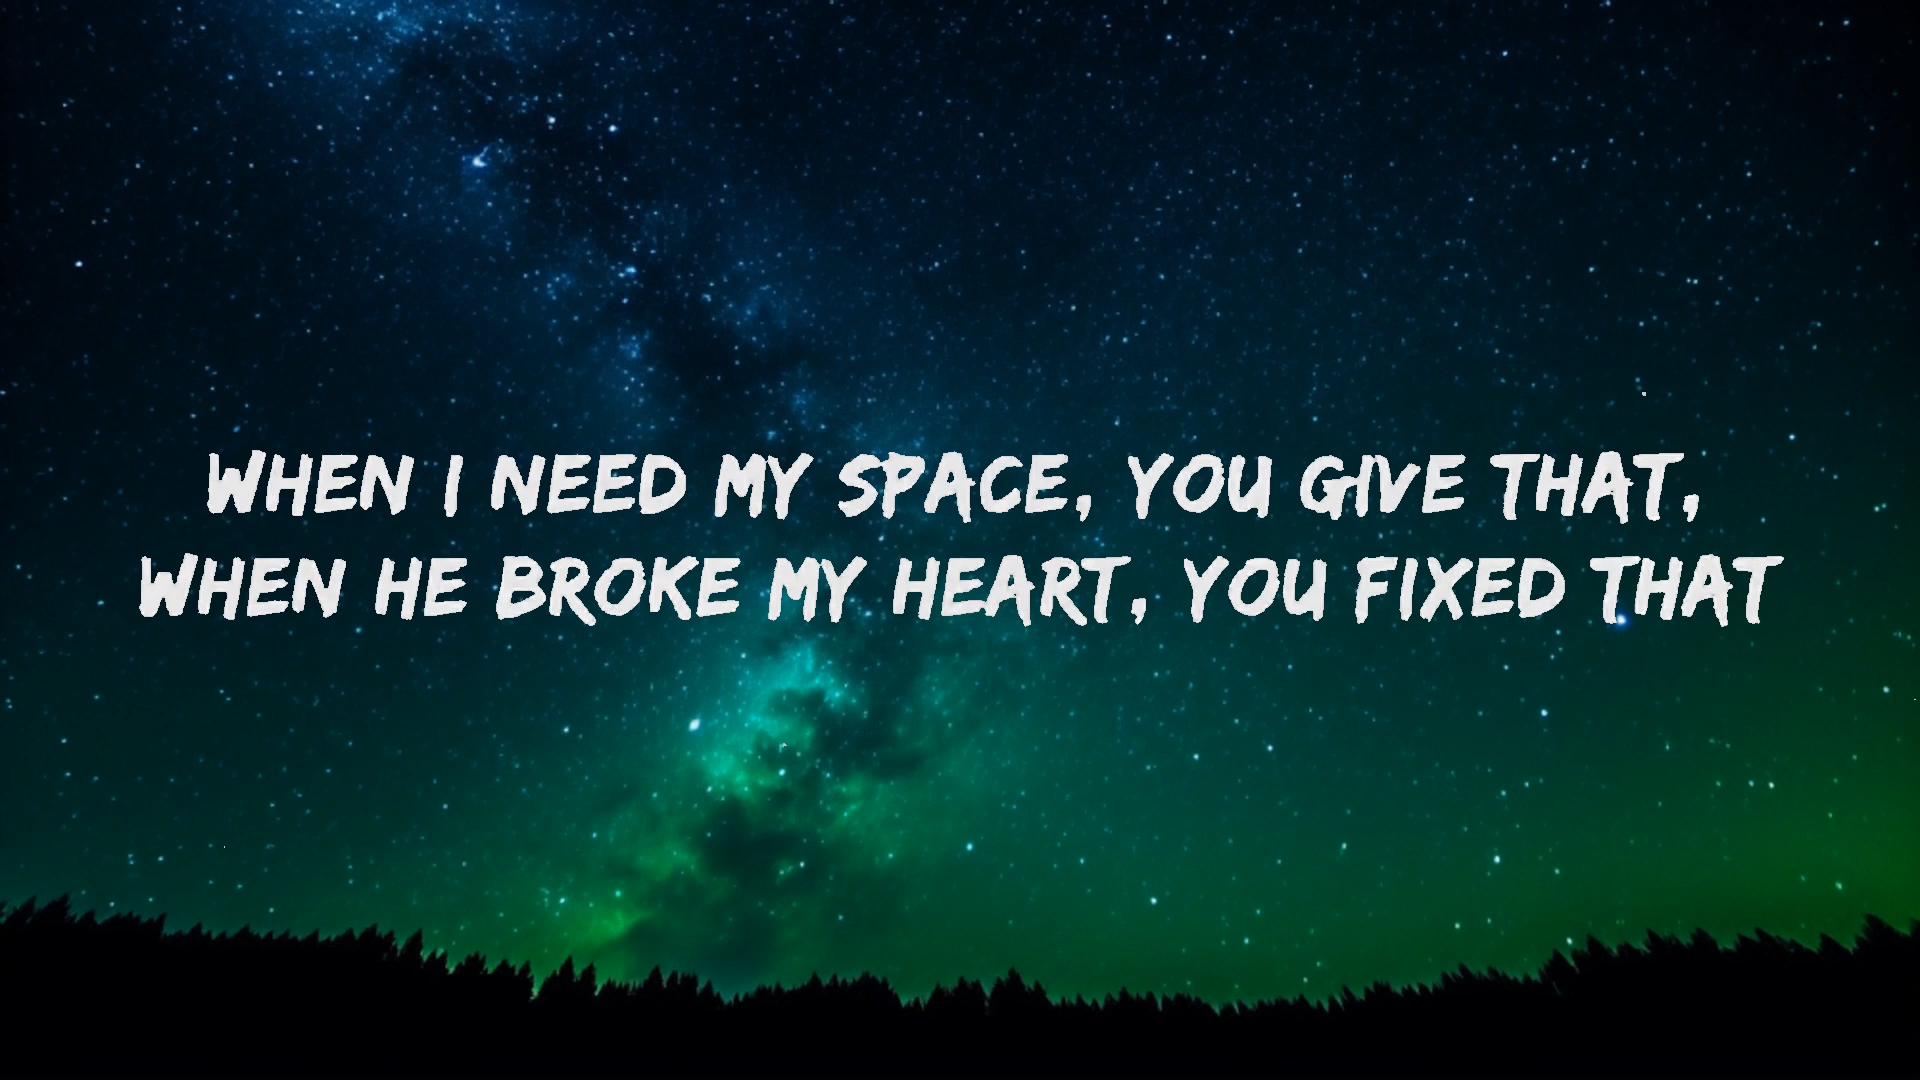 WHEN I NEED MY SPACE, YOU GIVE THAT,
WHEN HE BROKE MY HEART, YOU FIXED THAT